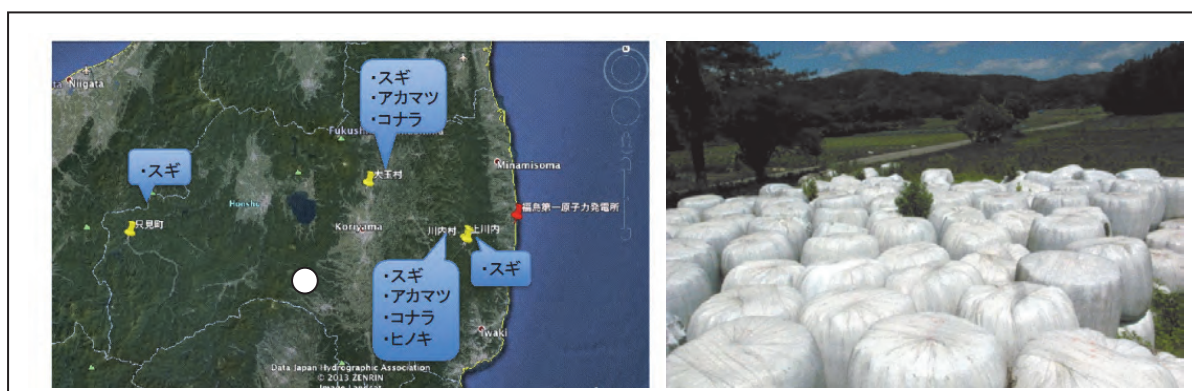 Niigata
・スギ
・アカマツ
・コナラ
Fukushima
・スギ
大玉村
Minamisoma
Honshu
只見町
福島第一原子力発電所
Koriyama
川内村
上川内
・スギ
・スギ
・アカマツ
・コナラ
・ヒノキ
Iwaki
Data Japan Hydrographic Association
© 2013 ZENRIN
Image Landsat